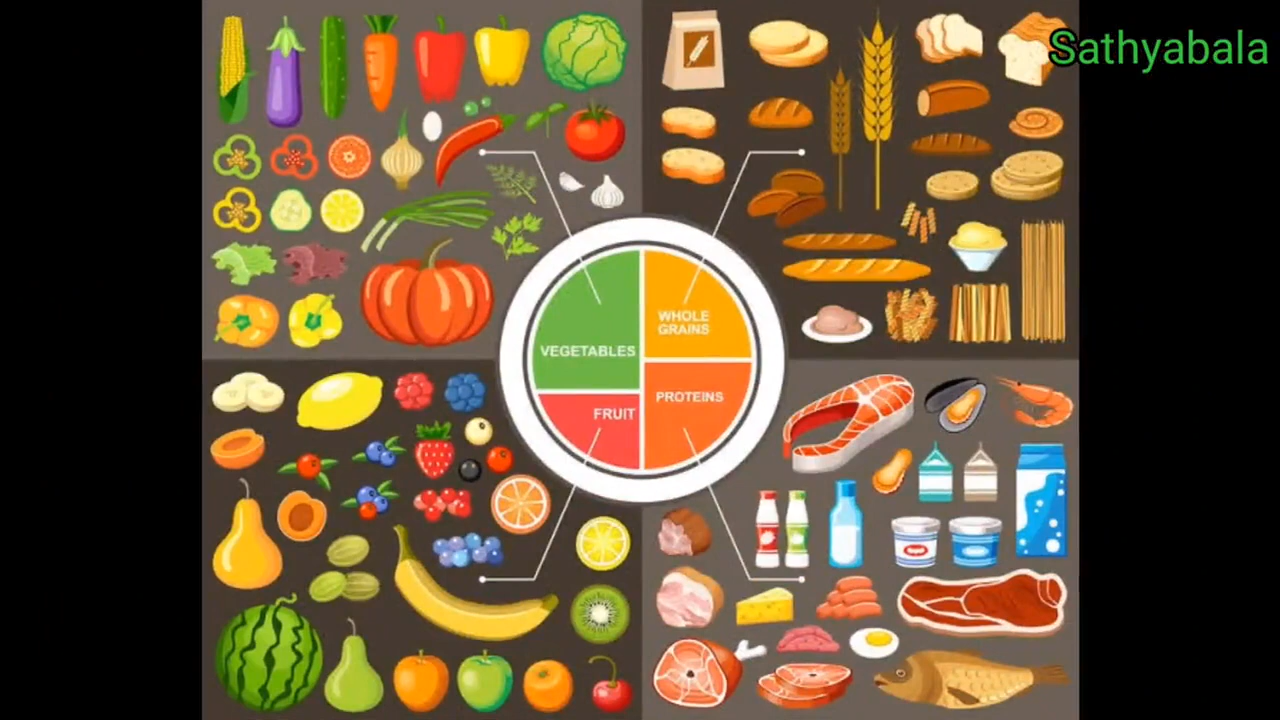 Sathyabala
VEGETABLES
WHOLE
GRAINS
FRUIT
PROTEINS